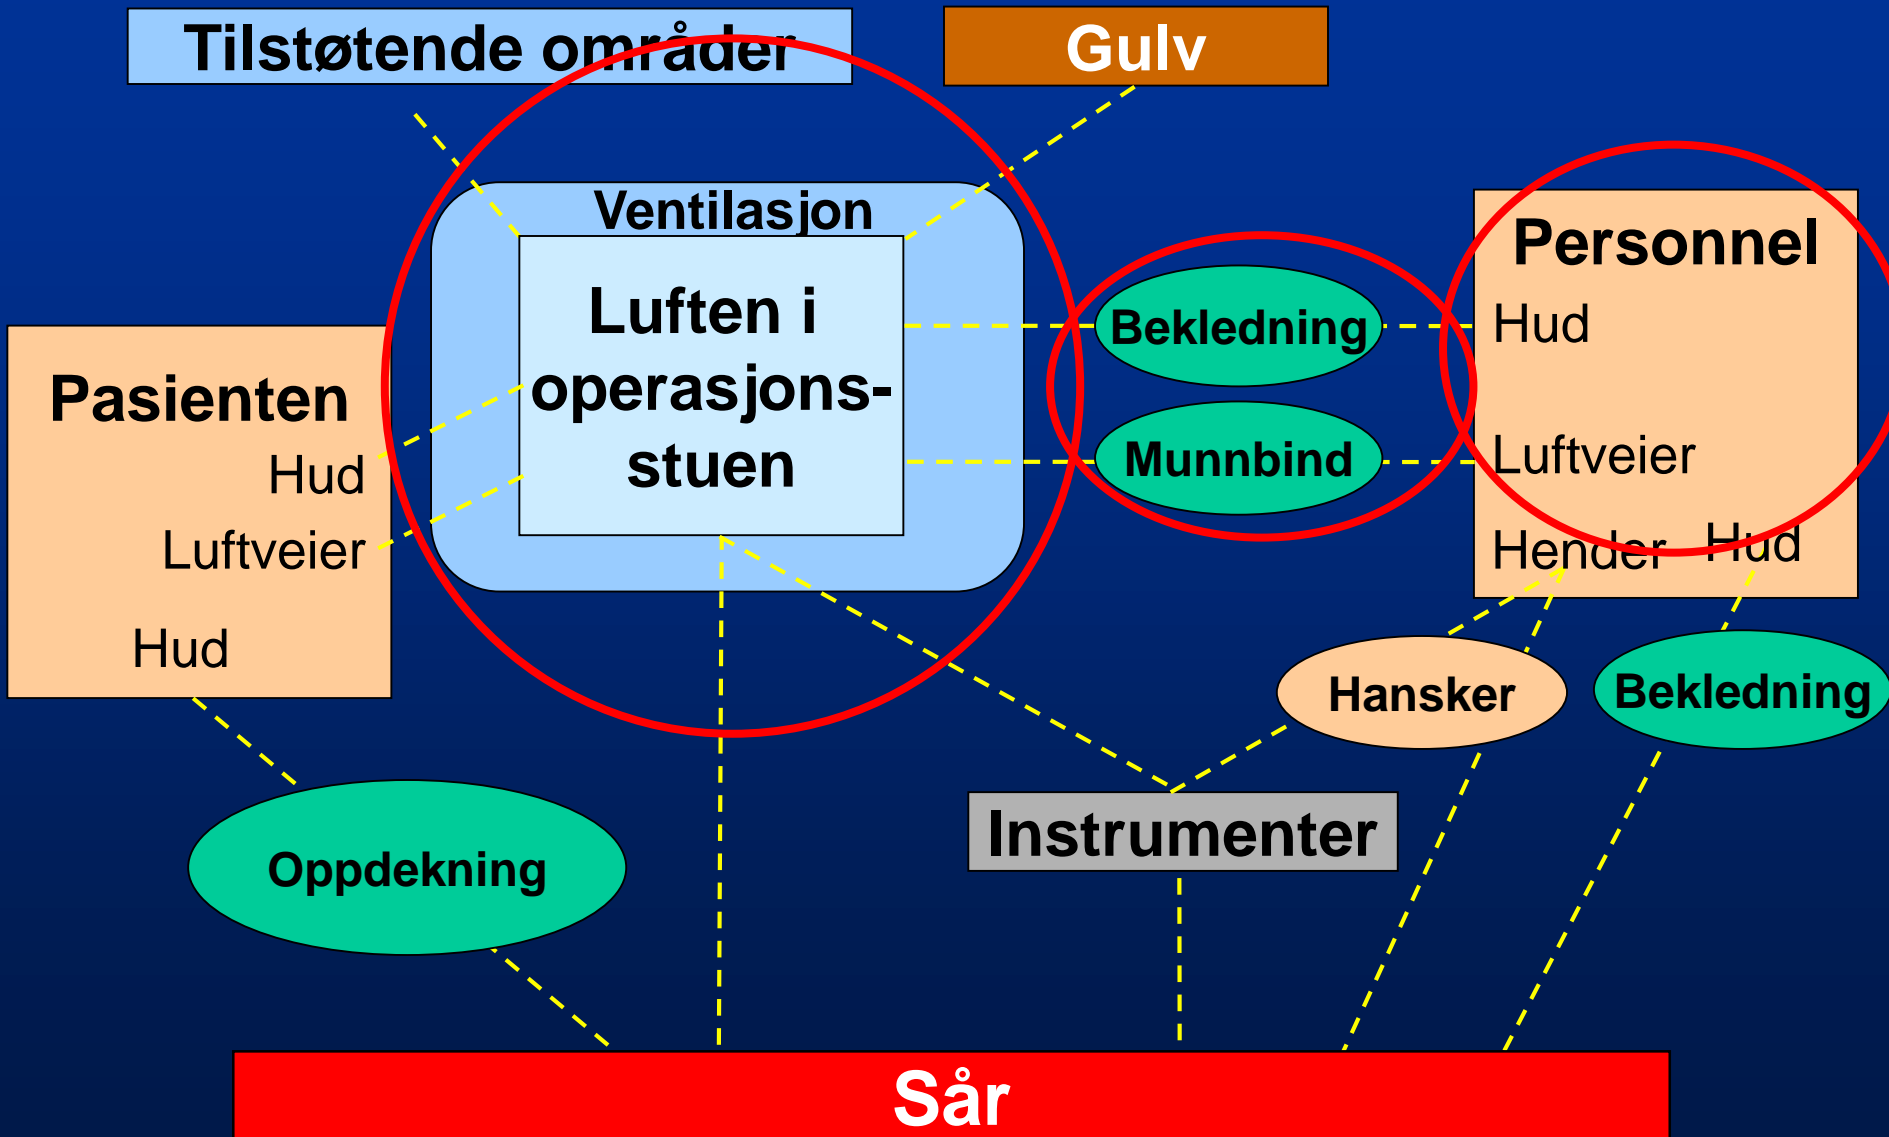 Tilstøtende områder
Gulv
Ventilasjon
Luften i
operasjons-
stuen
Pasienten
Hud
Luftveier
Hud
Bekledning
Munnbind
Personnel
Hud
Luftveier
Hender
Hud
Hansker
Bekledning
Instrumenter
Oppdekning
Sår